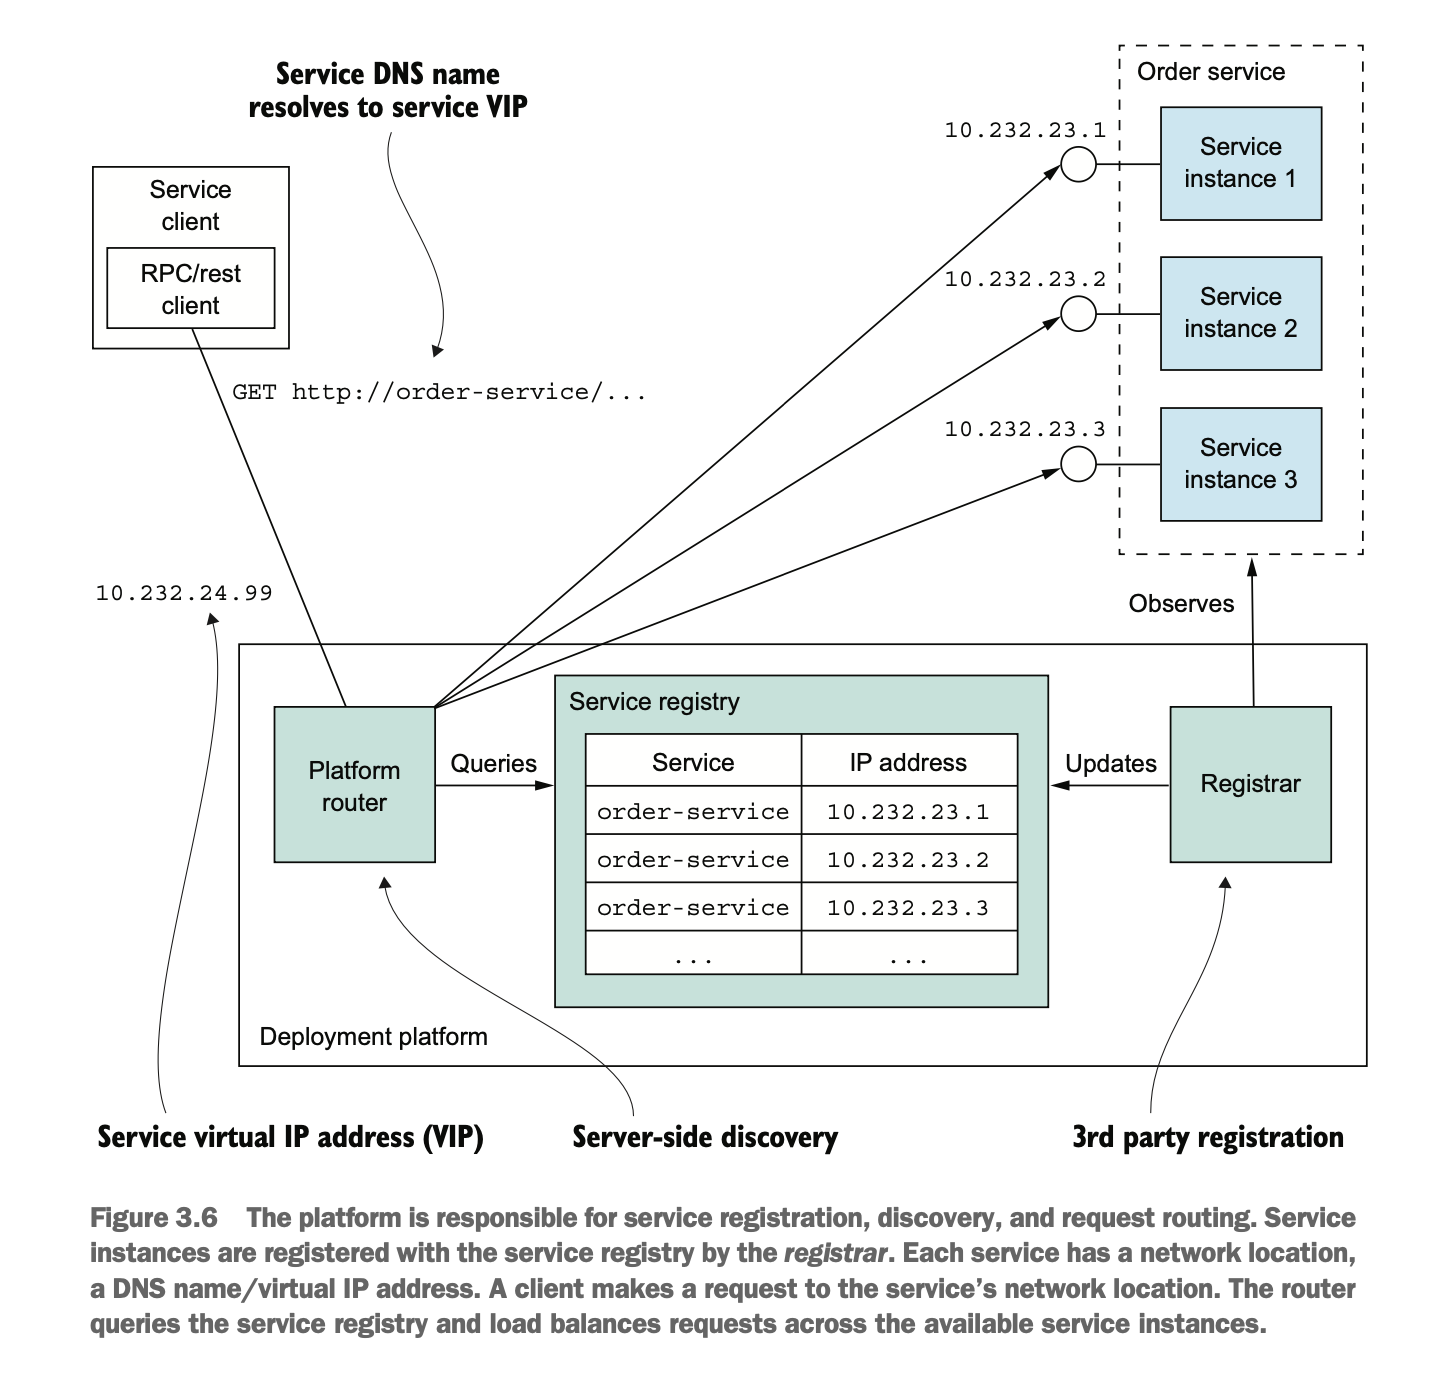 Service DNS name
resolves to service VIP
Service
client
RPC/rest
client
GET http://order-service/...
10.232.24.99
Order service
10.232.23.1
Service
instance 1
10.232.23.2
Service
instance 2
10.232.23.3
Service
instance 3
Observes
Platform
router
Queries
Service registry
Service IP address
order-service 10.232.23.1
order-service 10.232.23.2
order-service 10.232.23.3
... ...
Updates
Registrar
Deployment platform
Service virtual IP address (VIP)
Server-side discovery
3rd party registration
Figure 3.6 The platform is responsible for service registration, discovery, and request routing. Service
instances are registered with the service registry by the registrar. Each service has a network location,
a DNS name/virtual IP address. A client makes a request to the service’s network location. The router
queries the service registry and load balances requests across the available service instances.